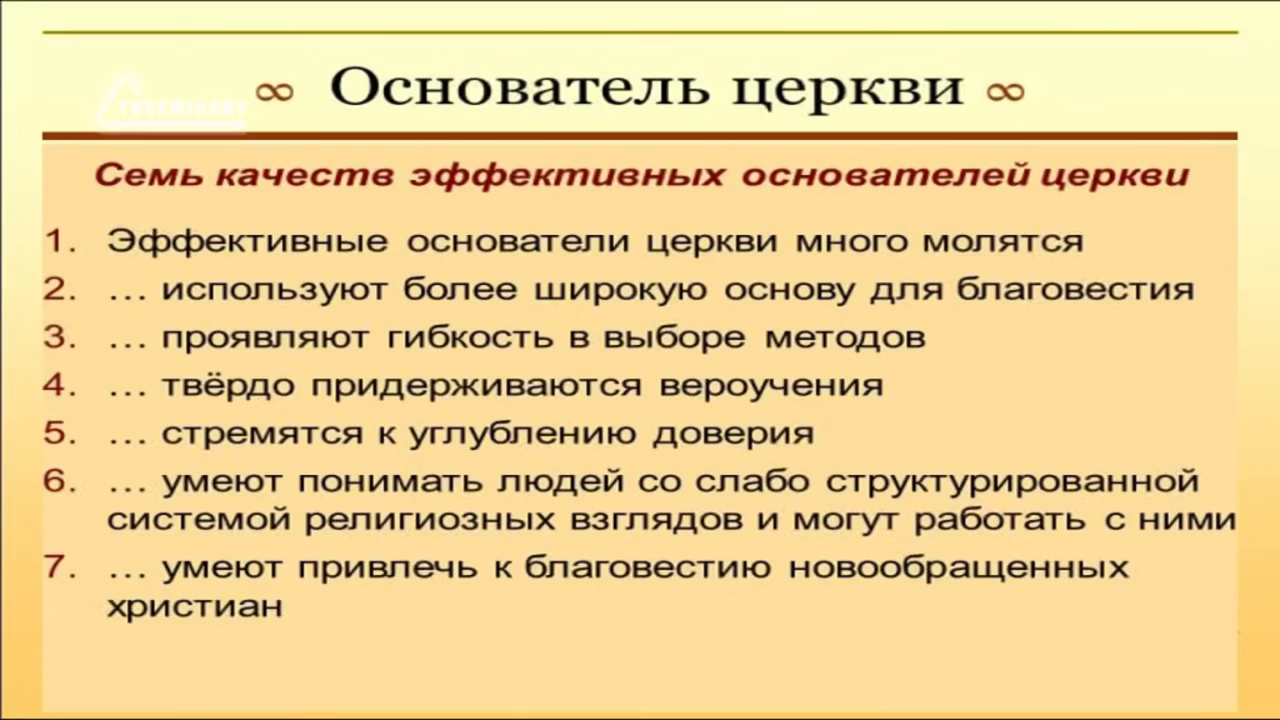 ∞ Основатель церкви ∞
Семь качеств эффективных основателей церкви
1. Эффективные основатели церкви много молятся
2. … используют более широкую основу для благовестия
3. … проявляют гибкость в выборе методов
4. … твёрдо придерживаются вероучения
5. … стремятся к углублению доверия
6. … умеют понимать людей со слабо структурированной
системой религиозных взглядов и могут работать с ними
7. … умеют привлечь к благовестию новообращенных
христиан